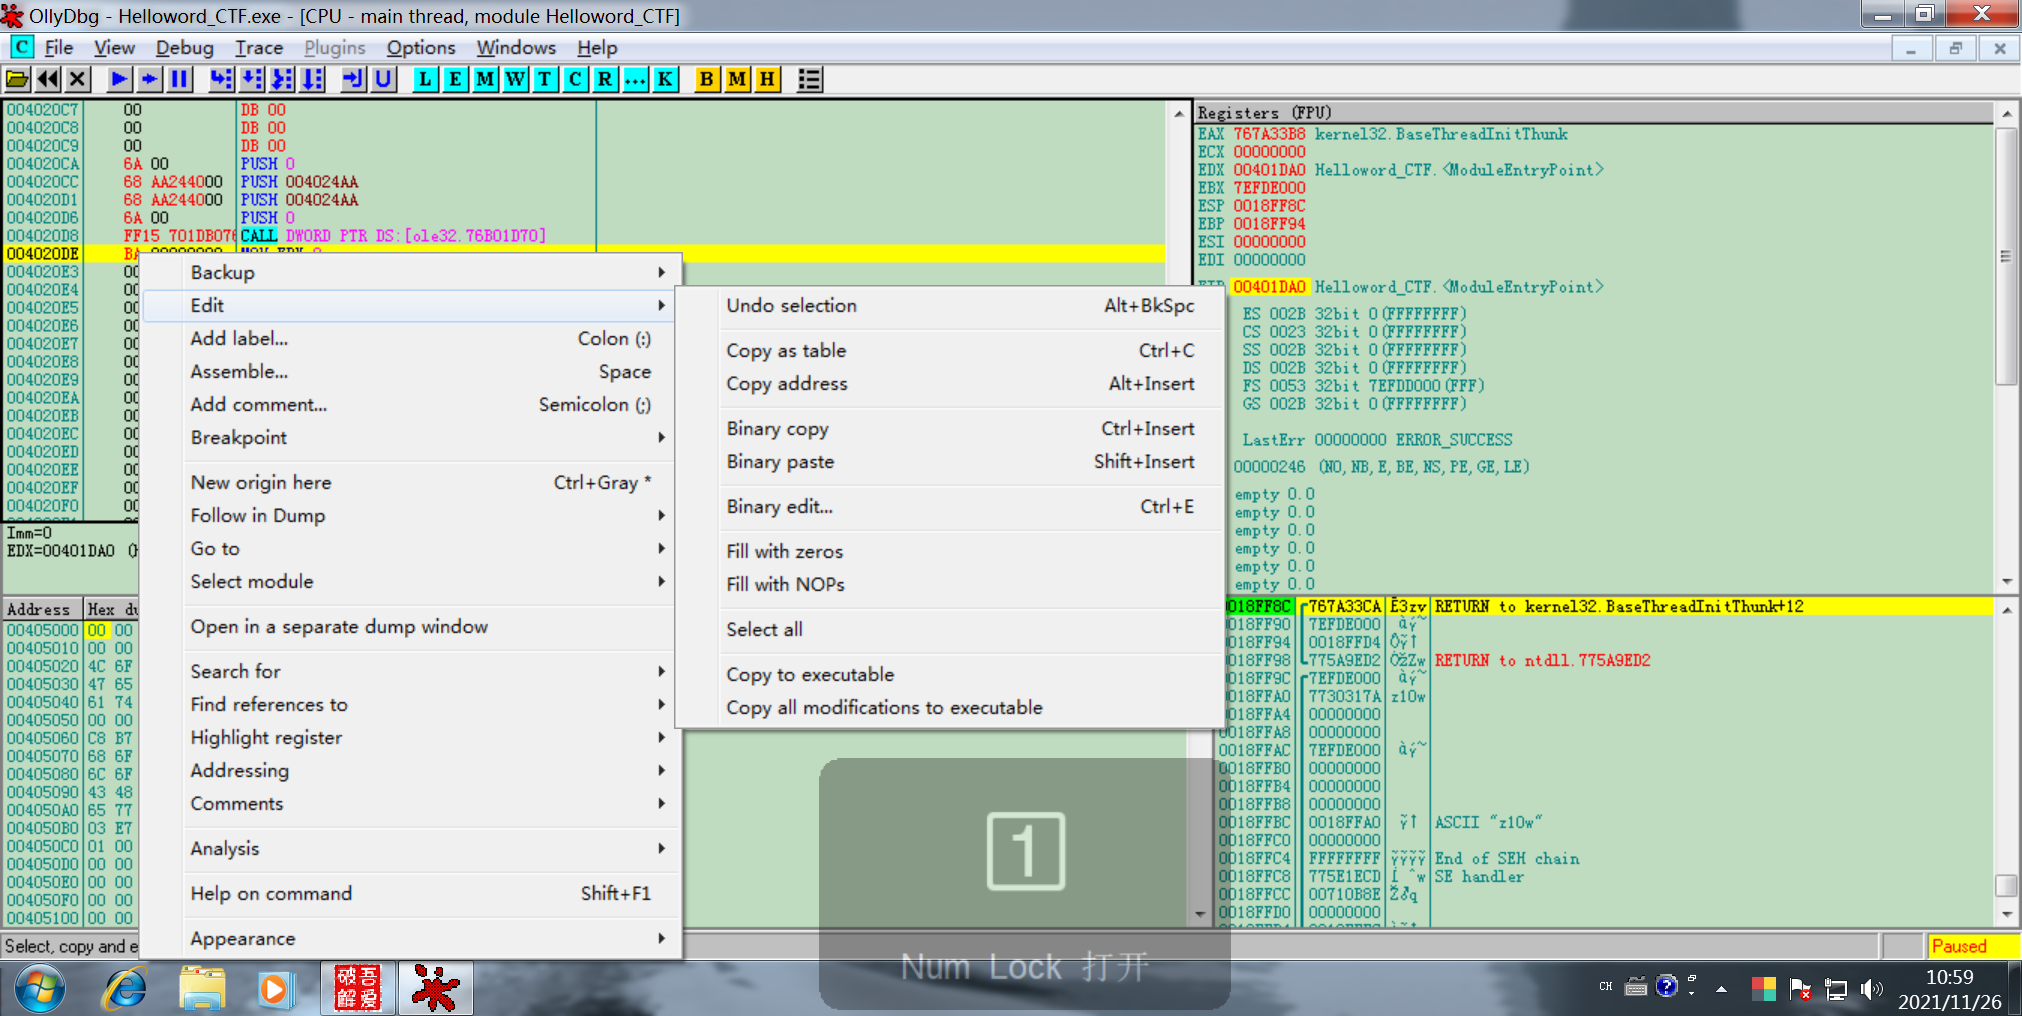 OllyDbg - Helloword_CTF.exe - [CPU - main thread, module Helloword_CTF]
C File View Debug Trace Plugins Options Windows Help
L E M W T C R ... K B M H
004020C7 00 DB 00
004020C8 00 DB 00
004020C9 00 DB 00
004020CA 6A 00 PUSH 0
004020CC 68 AA244000 PUSH 004024AA
004020D1 68 AA244000 PUSH 004024AA
004020D6 6A 00 PUSH 0
004020D8 FF15 701DB076 CALL DWORD PTR DS:[ole32.76B01D70]
004020DE BA
004020E3 00
004020E4 00
004020E5 00
004020E6 00
004020E7 00
004020E8 00
004020E9 00
004020EA 00
004020EB 00
004020EC 00
004020ED 00
004020EE 00
004020EF 00
004020F0 00
Imm=0
EDX=00401DA0
Address Hex du
00405000 00 00
00405010 00 00
00405020 4C 6F
00405030 47 65
00405040 61 74
00405050 00 00
00405060 C8 B7
00405070 68 6F
00405080 6C 6F
00405090 43 48
004050A0 65 77
004050B0 03 E7
004050C0 01 00
004050D0 00 00
004050E0 00 00
004050F0 00 00
00405100 00 00
Select, copy and e
Backup
Edit
Add label... Colon (:)
Assemble... Space
Add comment... Semicolon (;)
Breakpoint
New origin here Ctrl+Gray *
Follow in Dump
Go to
Select module
Open in a separate dump window
Search for
Find references to
Highlight register
Addressing
Comments
Analysis
Help on command Shift+F1
Appearance
Undo selection Alt+BkSpc
Copy as table Ctrl+C
Copy address Alt+Insert
Binary copy Ctrl+Insert
Binary paste Shift+Insert
Binary edit... Ctrl+E
Fill with zeros
Fill with NOPs
Select all
Copy to executable
Copy all modifications to executable
Registers (FPU)
EAX 767A33B8 kernel32.BaseThreadInitThunk
ECX 00000000
EDX 00401DA0 Helloword_CTF.<ModuleEntryPoint>
EBX 7EFDE000
ESP 0018FF8C
EBP 0018FF94
ESI 00000000
EDI 00000000
EIP 00401DA0 Helloword_CTF.<ModuleEntryPoint>
ES 002B 32bit 0(FFFFFFFF)
CS 0023 32bit 0(FFFFFFFF)
SS 002B 32bit 0(FFFFFFFF)
DS 002B 32bit 0(FFFFFFFF)
FS 0053 32bit 7EFDD000(FFF)
GS 002B 32bit 0(FFFFFFFF)
LastErr 00000000 ERROR_SUCCESS
00000246 (NO,NB,E,BE,NS,PE,GE,LE)
empty 0.0
empty 0.0
empty 0.0
empty 0.0
empty 0.0
empty 0.0
0018FF8C 767A33CA Ê3zv RETURN to kernel32.BaseThreadInitThunk+12
0018FF90 7EFDE000
0018FF94 0018FFD4
0018FF98 775A9ED2 RETURN to ntdll.775A9ED2
0018FF9C 7EFDE000
0018FFA0 7730317A z10w
0018FFA4 00000000
0018FFA8 00000000
0018FFAC 7EFDE000
0018FFB0 00000000
0018FFB4 00000000
0018FFB8 00000000
0018FFBC 0018FFA0 ASCII "z10w"
0018FFC0 00000000
0018FFC4 FFFFFFFF ÿÿÿÿ End of SEH chain
0018FFC8 775E1ECD SE handler
0018FFCC 00710B8E
0018FFD0 00000000
1
Num Lock 打开
Paused
吾爱破解
CH
10:59
2021/11/26